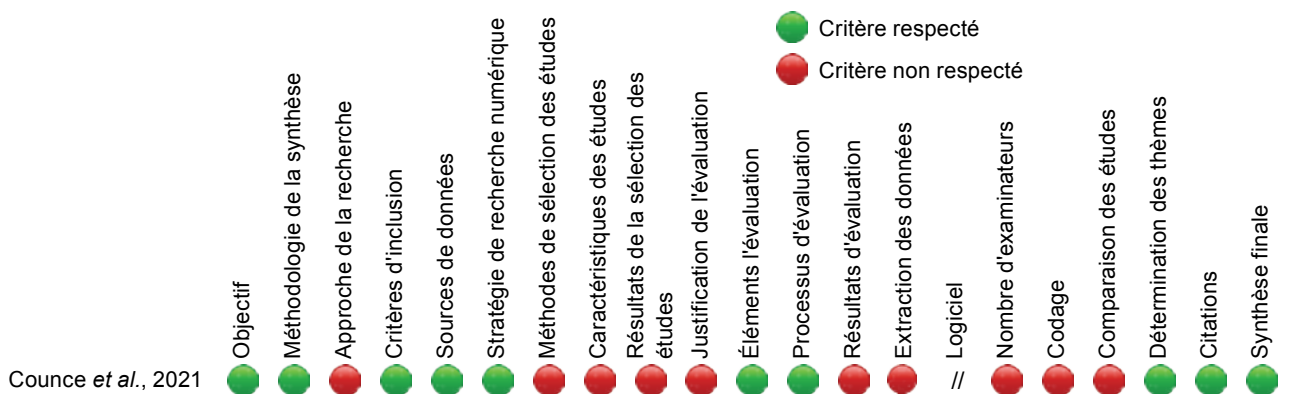 Critère respecté
Critère non respecté
Objectif
Méthodologie de la synthèse
Approche de la recherche
Critères d'inclusion
Sources de données
Stratégie de recherche numérique
Méthodes de sélection des études
Caractéristiques des études
Résultats de la sélection des
études
Justification de l'évaluation
Éléments l'évaluation
Processus d'évaluation
Résultats d'évaluation
Extraction des données
Logiciel
Nombre d'examinateurs
Codage
Comparaison des études
Détermination des thèmes
Citations
Synthèse finale
Counce et al., 2021 //